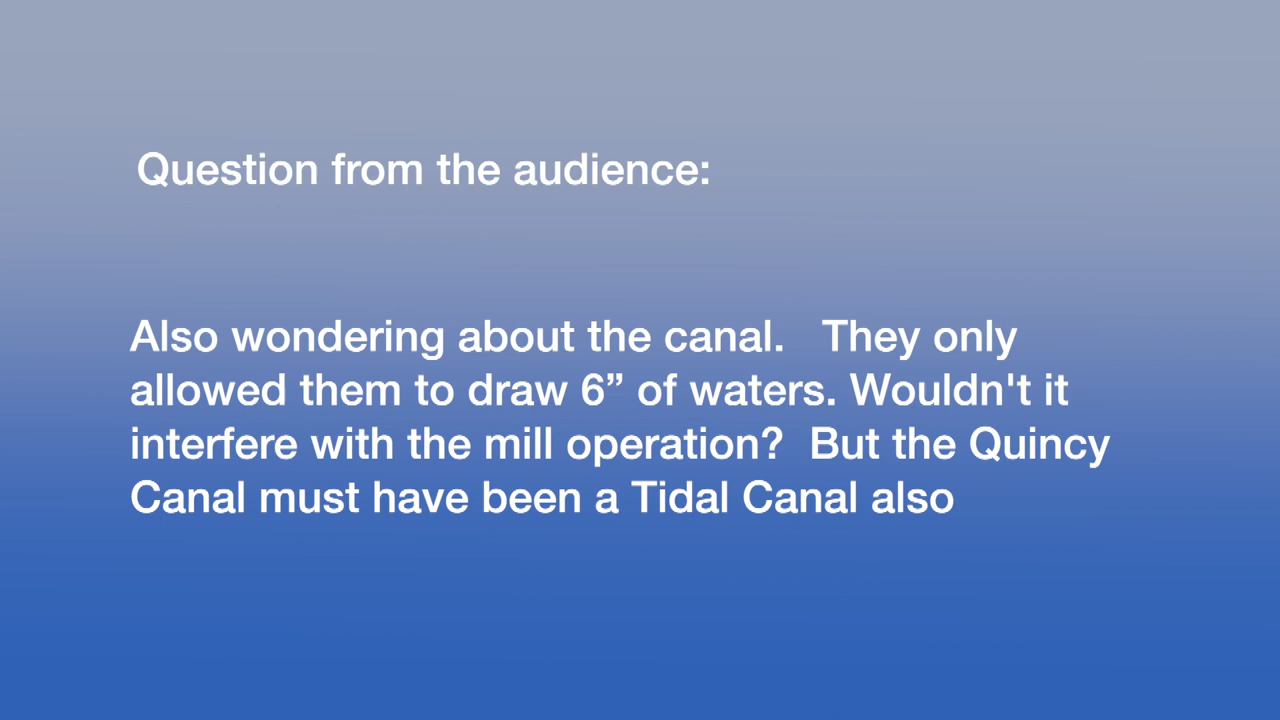 Question from the audience:
Also wondering about the canal.   They only
allowed them to draw 6” of waters. Wouldn't it
interfere with the mill operation?  But the Quincy
Canal must have been a Tidal Canal also